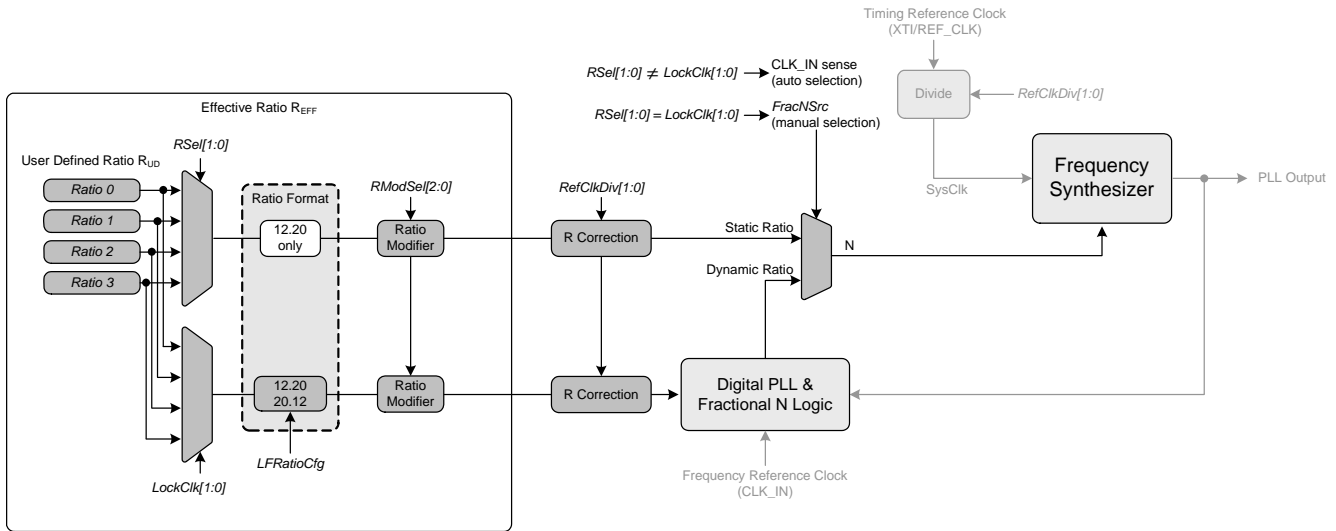 Timing Reference Clock
(XTI/REF_CLK)
RSel[1:0] ≠ LockClk[1:0]
CLK_IN sense
(auto selection)
Divide
RefClkDiv[1:0]
Effective Ratio REFF
RSel[1:0] = LockClk[1:0]
FracNSrc
(manual selection)
RSel[1:0]
User Defined Ratio RUD
Ratio 0
Ratio 1
Ratio 2
Ratio 3
Ratio Format
12.20
only
RModSel[2:0]
Ratio
Modifier
RefClkDiv[1:0]
R Correction
Static Ratio
Dynamic Ratio
N
SysClk
Frequency
Synthesizer
PLL Output
12.20
20.12
Ratio
Modifier
R Correction
Digital PLL &
Fractional N Logic
LFRatioCfg
LockClk[1:0]
Frequency Reference Clock
(CLK_IN)